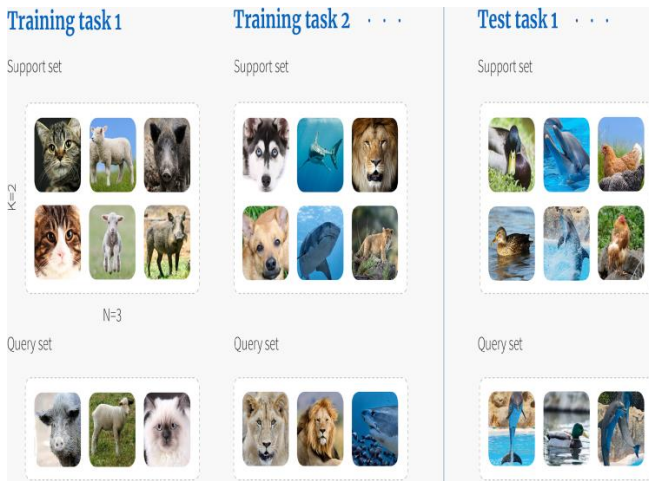 Training task 1
Support set
K=2
N=3
Query set
Training task 2 . . .
Support set
Query set
Test task 1 . . .
Support set
Query set